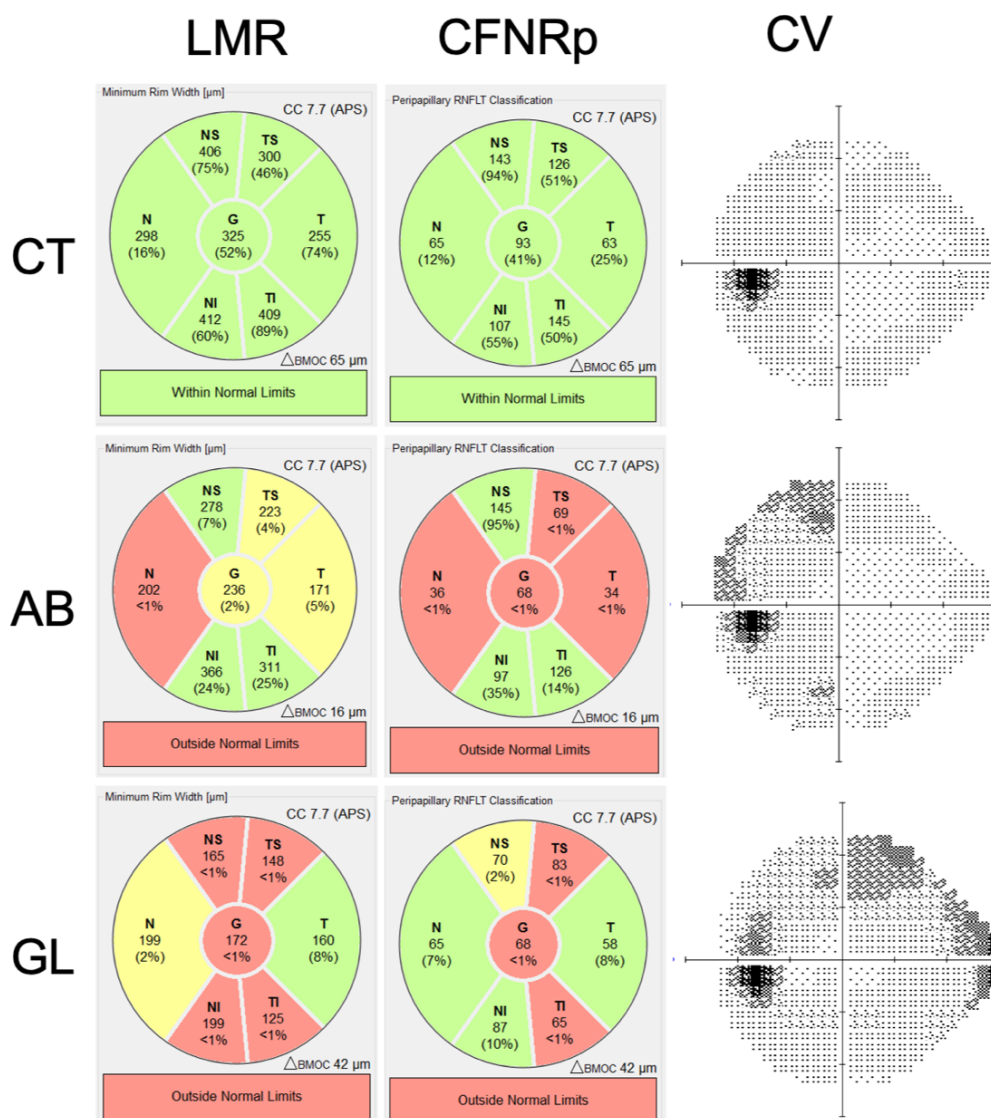 LMR
CFNRp
CV
CT
Minimum Rim Width [µm]
CC 7.7 (APS)
NS
406
(75%)
TS
300
(46%)
N
298
(16%)
G
325
(52%)
T
255
(74%)
NI
412
(60%)
TI
409
(89%)
△BMOC 65 µm
Within Normal Limits
Peripapillary RNFLT Classification
CC 7.7 (APS)
NS
143
(94%)
TS
126
(51%)
N
65
(12%)
G
93
(41%)
T
63
(25%)
NI
107
(55%)
TI
145
(50%)
△BMOC 65 µm
Within Normal Limits
AB
Minimum Rim Width [µm]
CC 7.7 (APS)
NS
278
(7%)
TS
223
(4%)
N
202
<1%
G
236
(2%)
T
171
(5%)
NI
366
(24%)
TI
311
(25%)
△BMOC 16 µm
Outside Normal Limits
Peripapillary RNFLT Classification
CC 7.7 (APS)
NS
145
(95%)
TS
69
<1%
N
36
<1%
G
68
<1%
T
34
<1%
NI
97
(35%)
TI
126
(14%)
△BMOC 16 µm
Outside Normal Limits
GL
Minimum Rim Width [µm]
CC 7.7 (APS)
NS
165
<1%
TS
148
<1%
N
199
(2%)
G
172
<1%
T
160
(8%)
NI
199
<1%
TI
125
<1%
△BMOC 42 µm
Outside Normal Limits
Peripapillary RNFLT Classification
CC 7.7 (APS)
NS
70
(2%)
TS
83
<1%
N
65
(7%)
G
68
<1%
T
58
(8%)
NI
87
(10%)
TI
65
<1%
△BMOC 42 µm
Outside Normal Limits